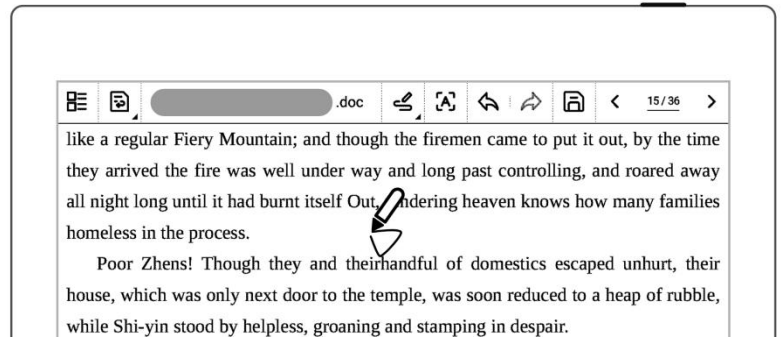 .doc
15 / 36
like a regular Fiery Mountain; and though the firemen came to put it out, by the time
they arrived the fire was well under way and long past controlling, and roared away
all night long until it had burnt itself Out, ndering heaven knows how many families
homeless in the process.
Poor Zhens! Though they and theirhandful of domestics escaped unhurt, their
house, which was only next door to the temple, was soon reduced to a heap of rubble,
while Shi-yin stood by helpless, groaning and stamping in despair.